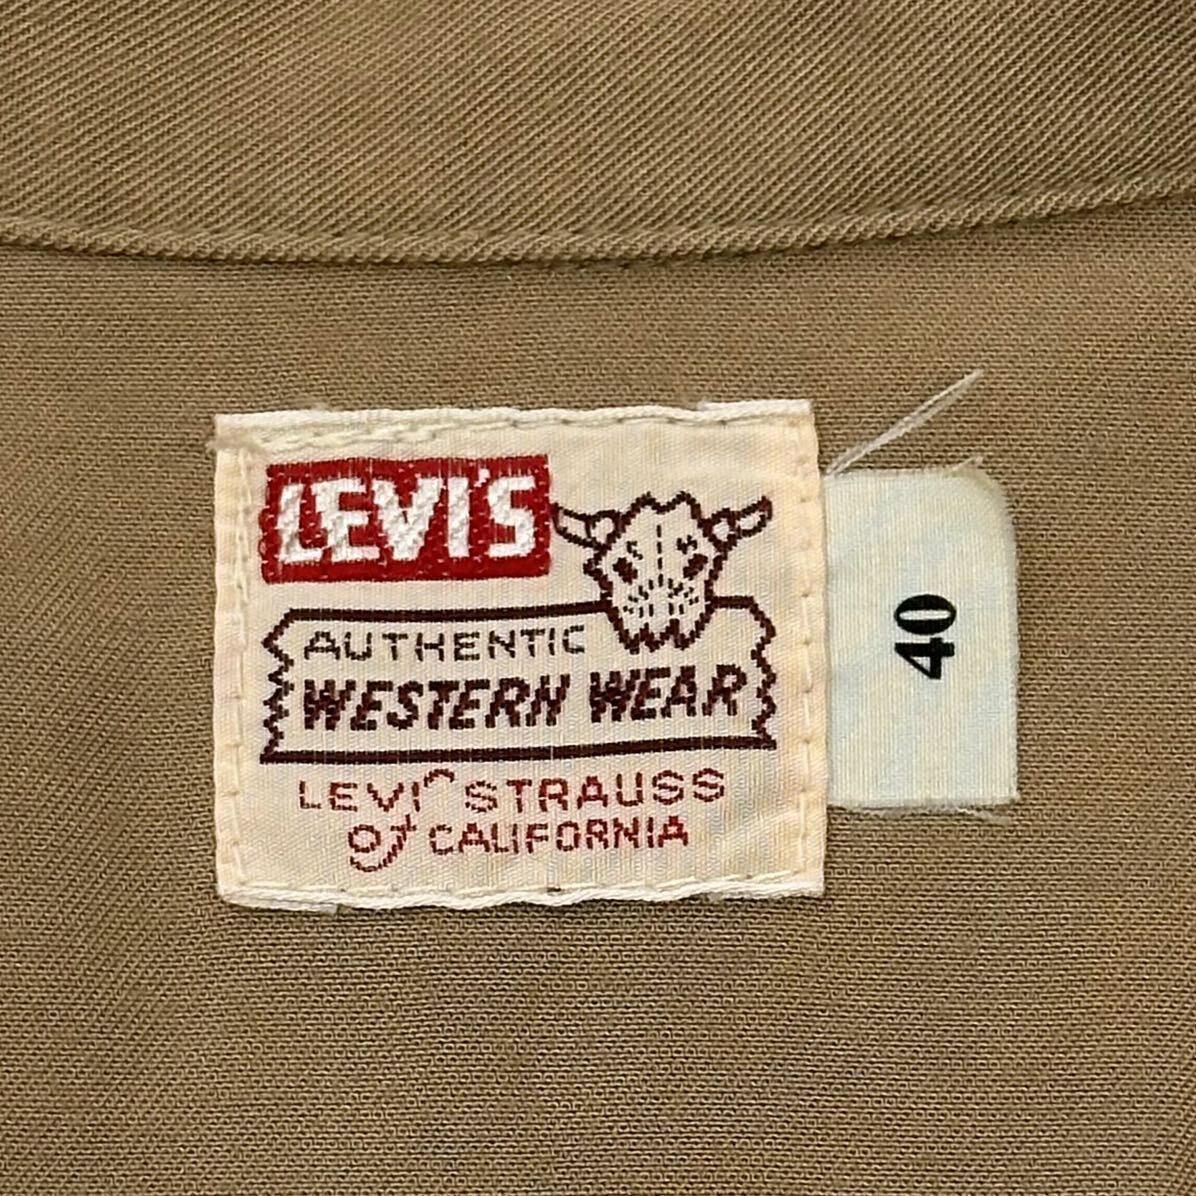 LEVI'S
AUTHENTIC
WESTERN WEAR
LEVI STRAUSS
of CALIFORNIA
40